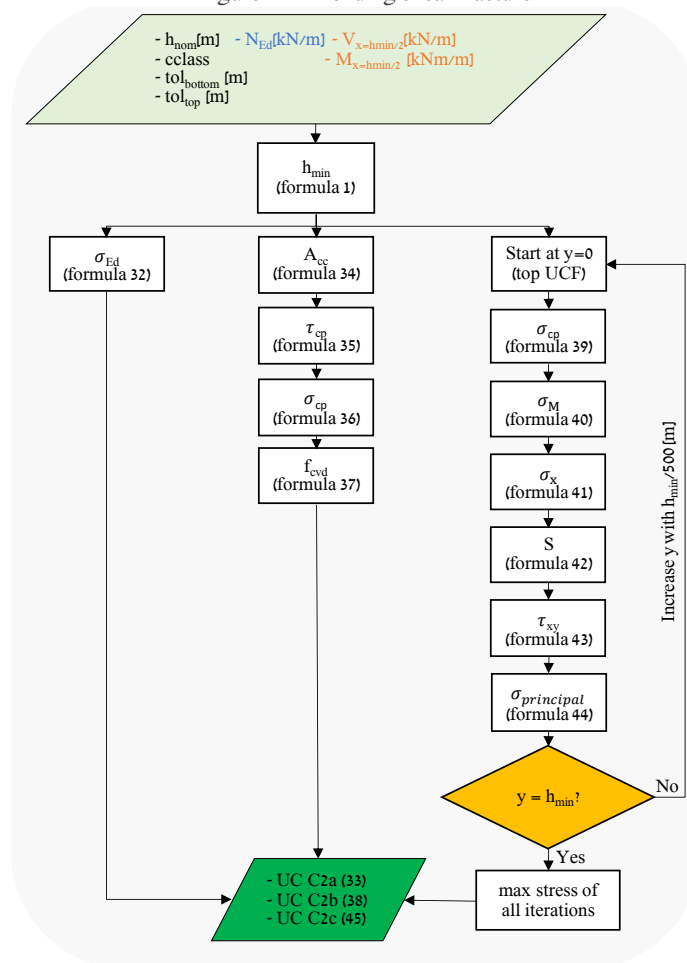 - h_nom[m] - N_Ed[kN/m] - V_x=hmin/2[kN/m]
- cclass - M_x=hmin/2 [kNm/m]
- tol_bottom [m]
- tol_top [m]
h_min
(formula 1)
σ_Ed
(formula 32)
A_cc
(formula 34)
τ_cp
(formula 35)
σ_cp
(formula 36)
f_cvd
(formula 37)
Start at y=0
(top UCF)
σ_cp
(formula 39)
σ_M
(formula 40)
σ_x
(formula 41)
S
(formula 42)
τ_xy
(formula 43)
σ_principal
(formula 44)
y = h_min?
No
Increase y with h_min/500 [m]
Yes
max stress of
all iterations
- UC C2a (33)
- UC C2b (38)
- UC C2c (45)